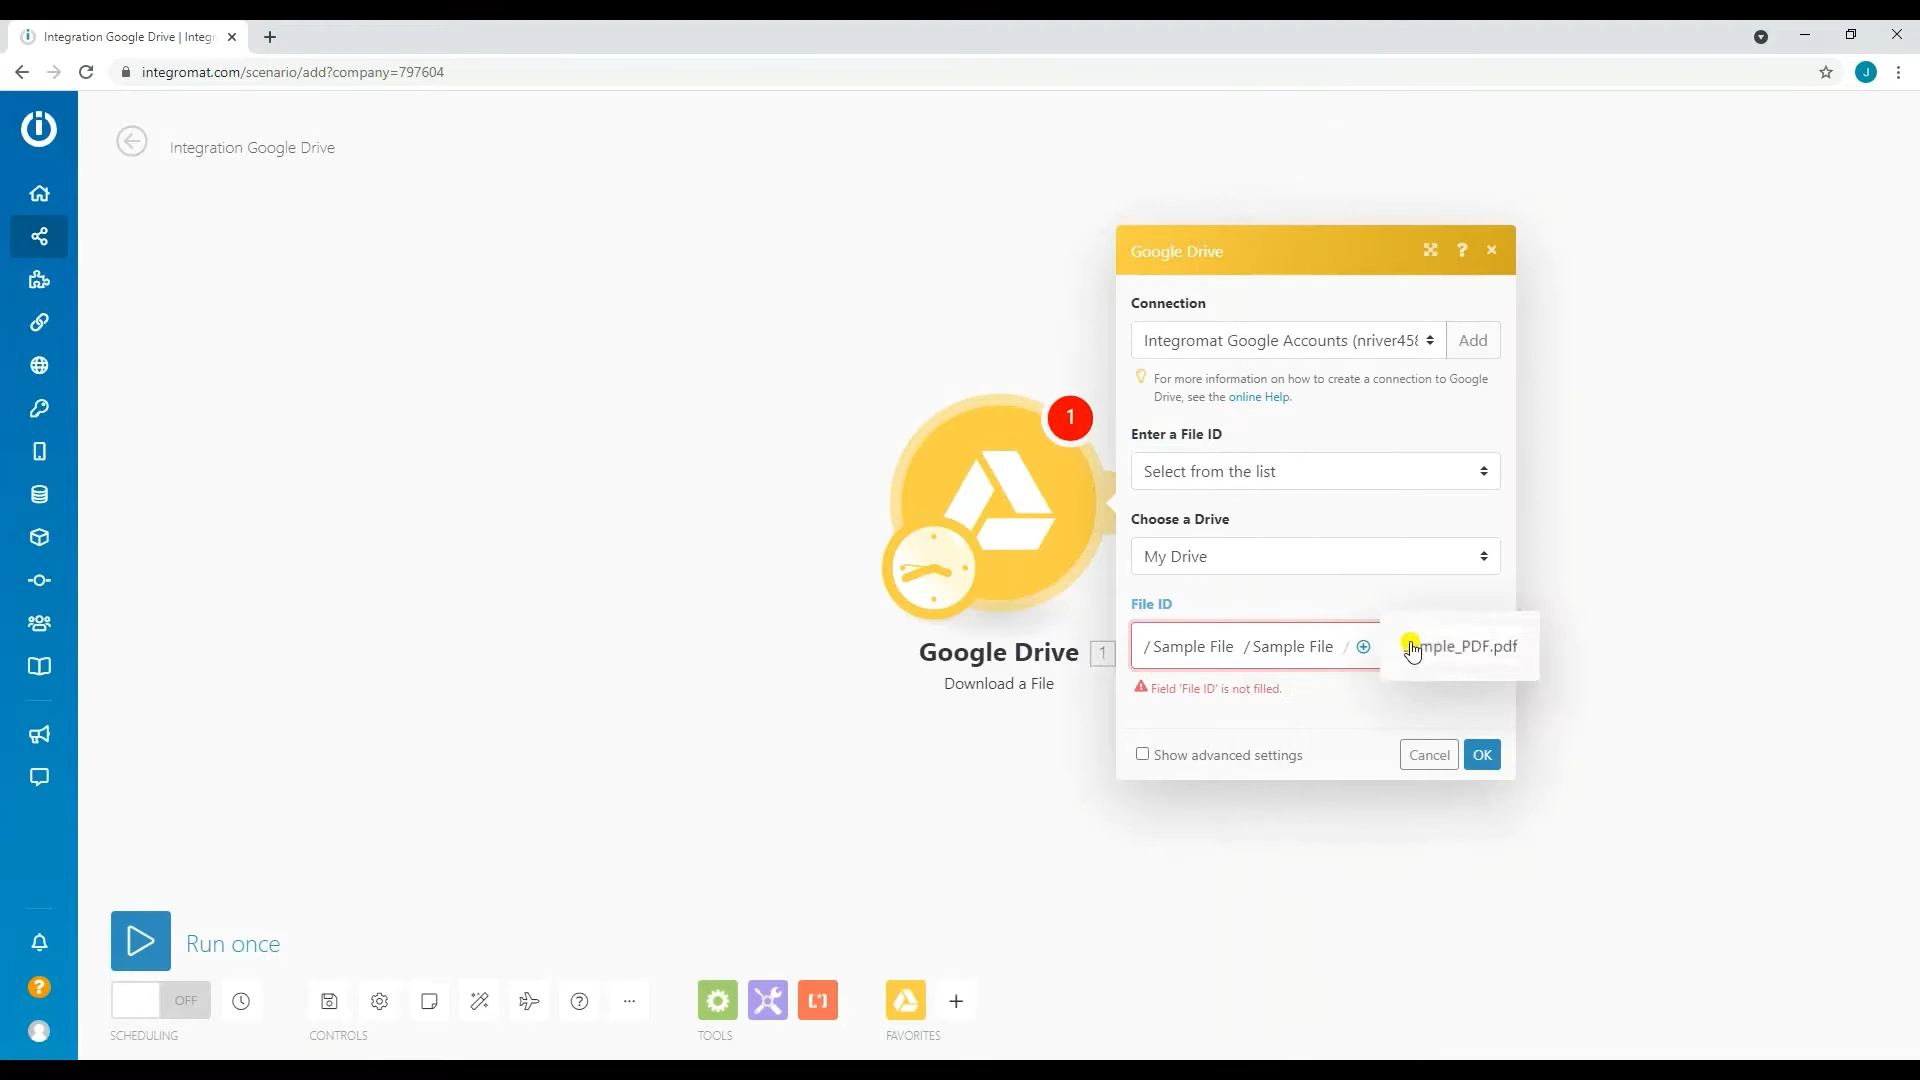 Integration Google Drive | Integr
integromat.com/scenario/add?company=797604
J
Integration Google Drive
Google Drive
?
Connection
Integromat Google Accounts (nriver458
Add
For more information on how to create a connection to Google
Drive, see the online Help.
Enter a File ID
Select from the list
Choose a Drive
My Drive
File ID
/ Sample File / Sample File /
mple_PDF.pdf
Field 'File ID' is not filled.
Show advanced settings
Cancel
OK
1
Google Drive
1
Download a File
Run once
OFF
SCHEDULING
CONTROLS
TOOLS
FAVORITES